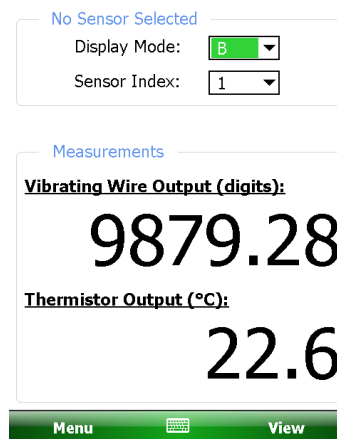 No Sensor Selected
Display Mode: B
Sensor Index: 1
Measurements
Vibrating Wire Output (digits):
9879.28
Thermistor Output (°C):
22.6
Menu View